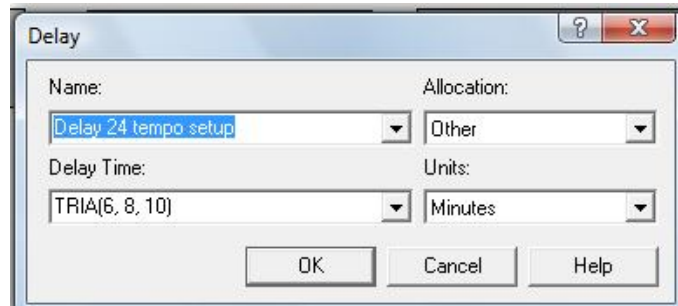 Delay
Name: Allocation:
Delay 24 tempo setup Other
Delay Time: Units:
TRIA(6, 8, 10) Minutes
OK Cancel Help